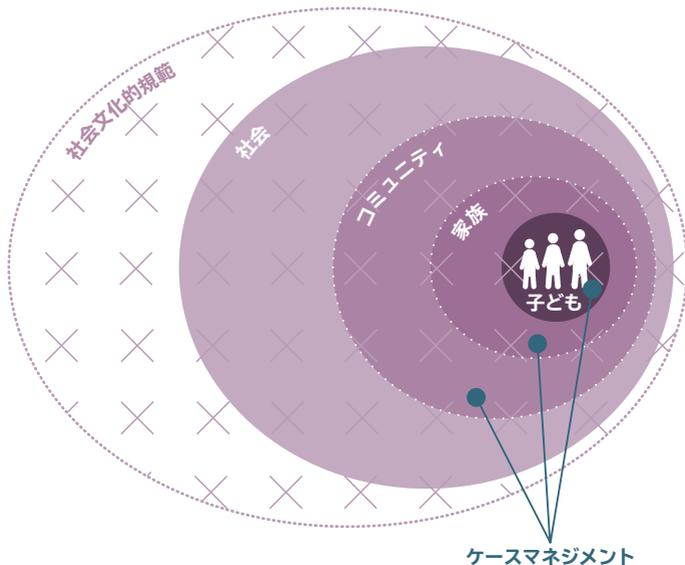 社会文化的規範
社会
コミュニティ
家族
子ども
ケースマネジメント